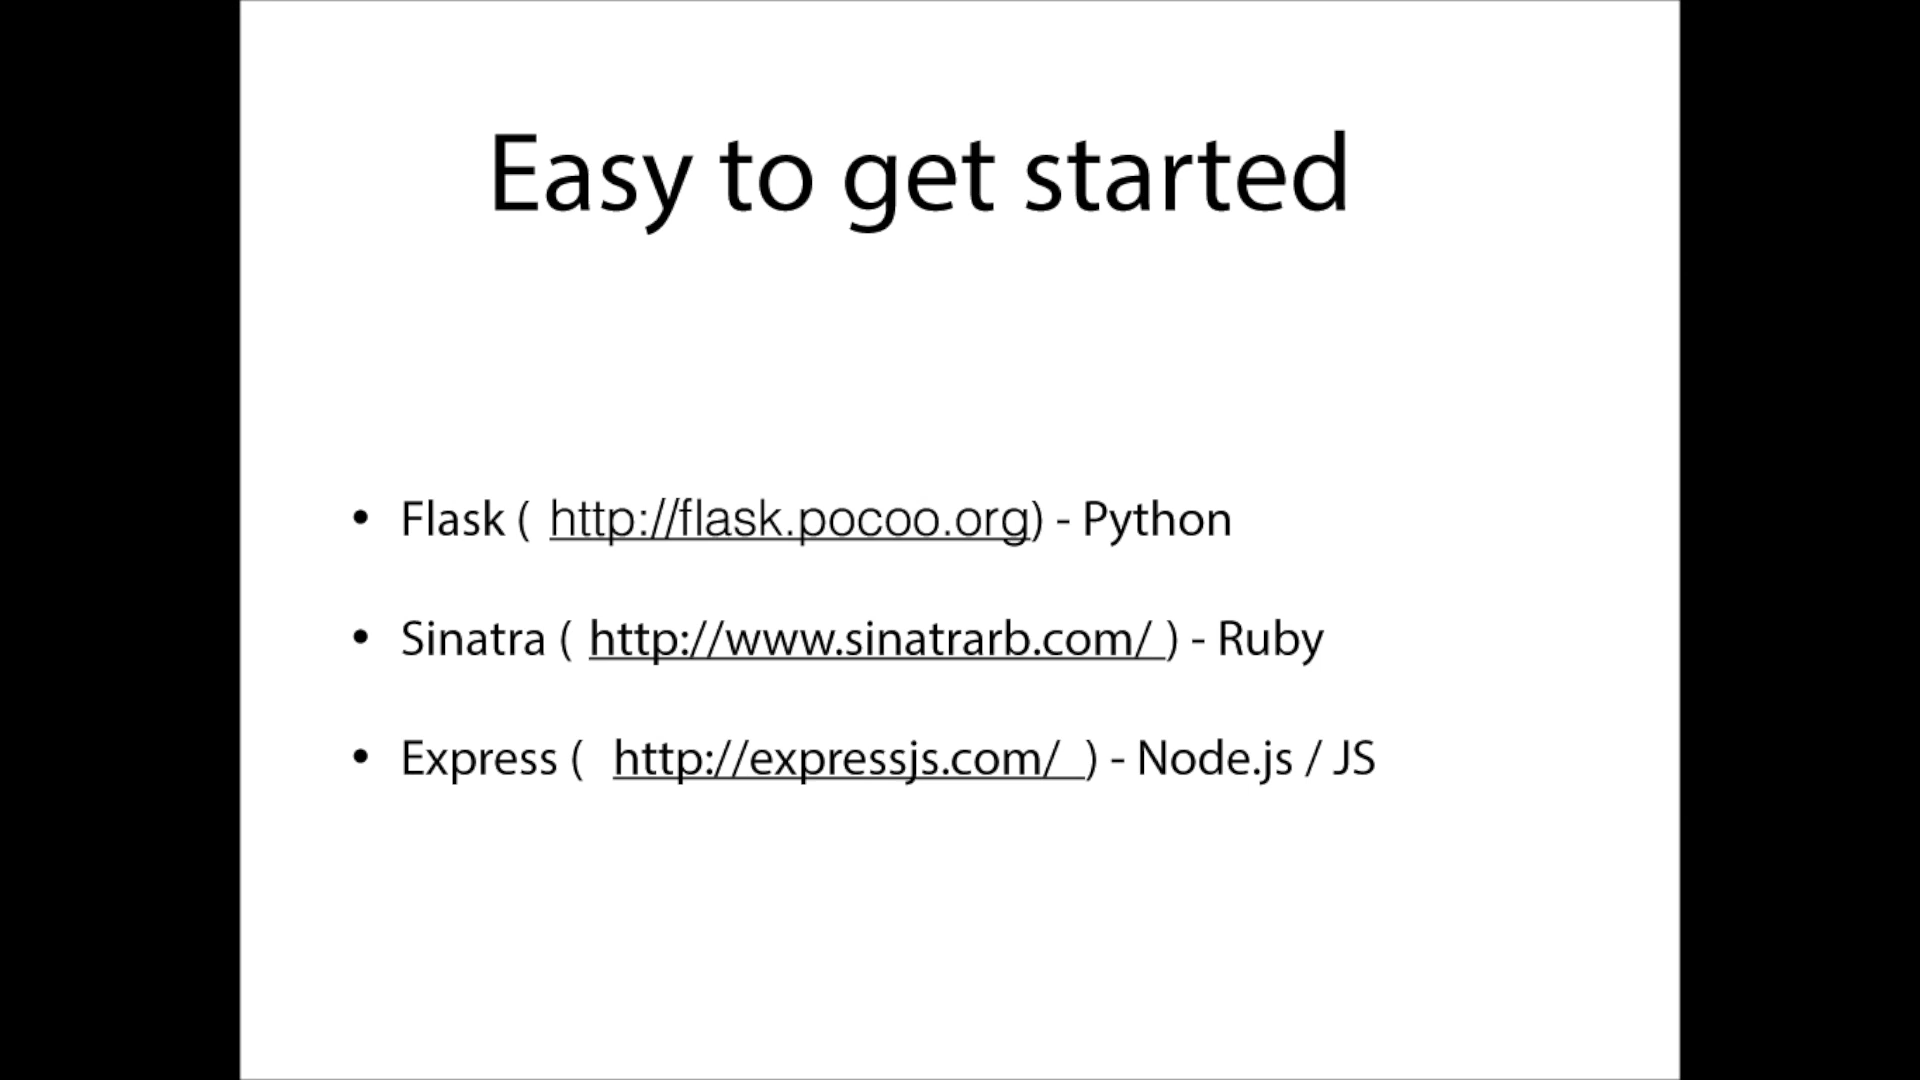 Easy to get started
• Flask ( http://flask.pocoo.org) - Python
• Sinatra ( http://www.sinatrarb.com/ ) - Ruby
• Express ( http://expressjs.com/ ) - Node.js / JS